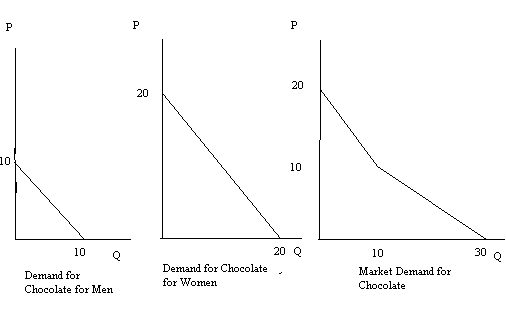 P
10
10
Q
Demand for
Chocolate for Men
P
20
20 Q
Demand for Chocolate
for Women
P
20
10
10
30 Q
Market Demand for
Chocolate